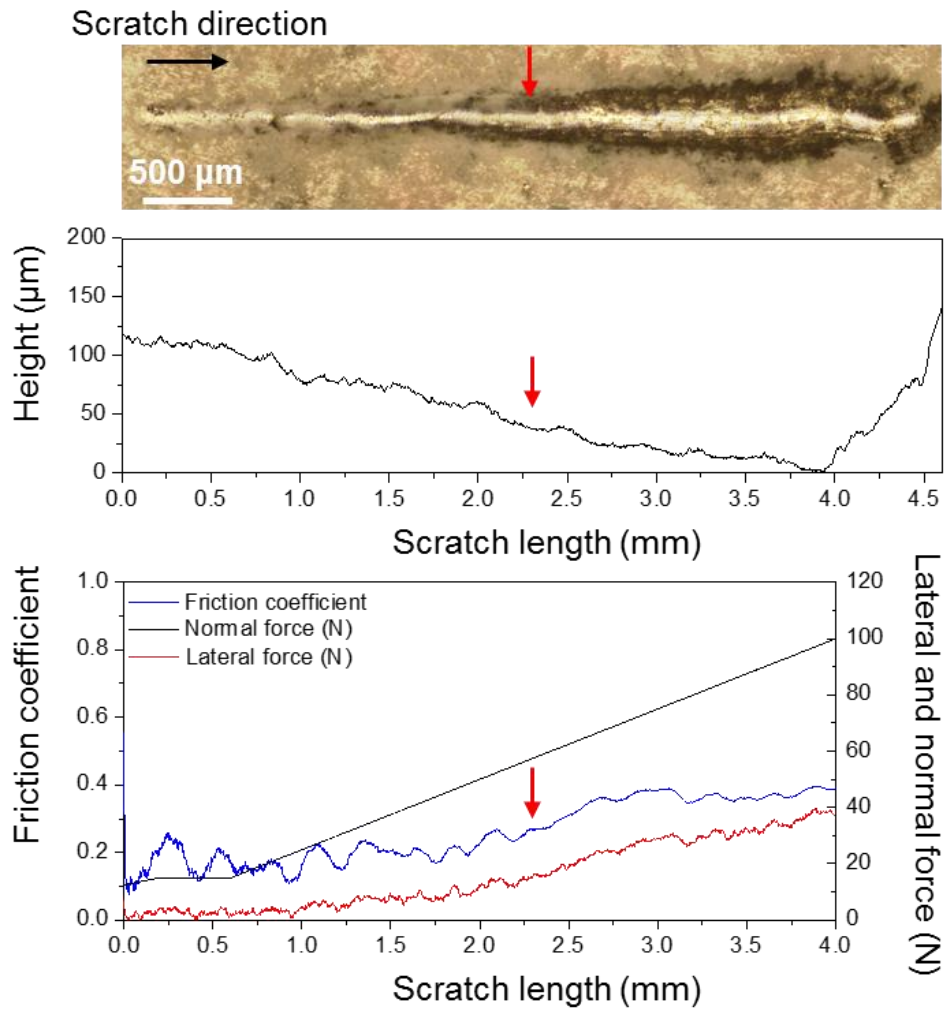 Scratch direction
500 µm
Height (µm)
200
150
100
50
0
0.0 0.5 1.0 1.5 2.0 2.5 3.0 3.5 4.0 4.5
Scratch length (mm)
Friction coefficient
1.0
0.8
0.6
0.4
0.2
0.0
Friction coefficient
Normal force (N)
Lateral force (N)
120
100
80
60
40
20
0
Lateral and normal force (N)
0.0 0.5 1.0 1.5 2.0 2.5 3.0 3.5 4.0
Scratch length (mm)